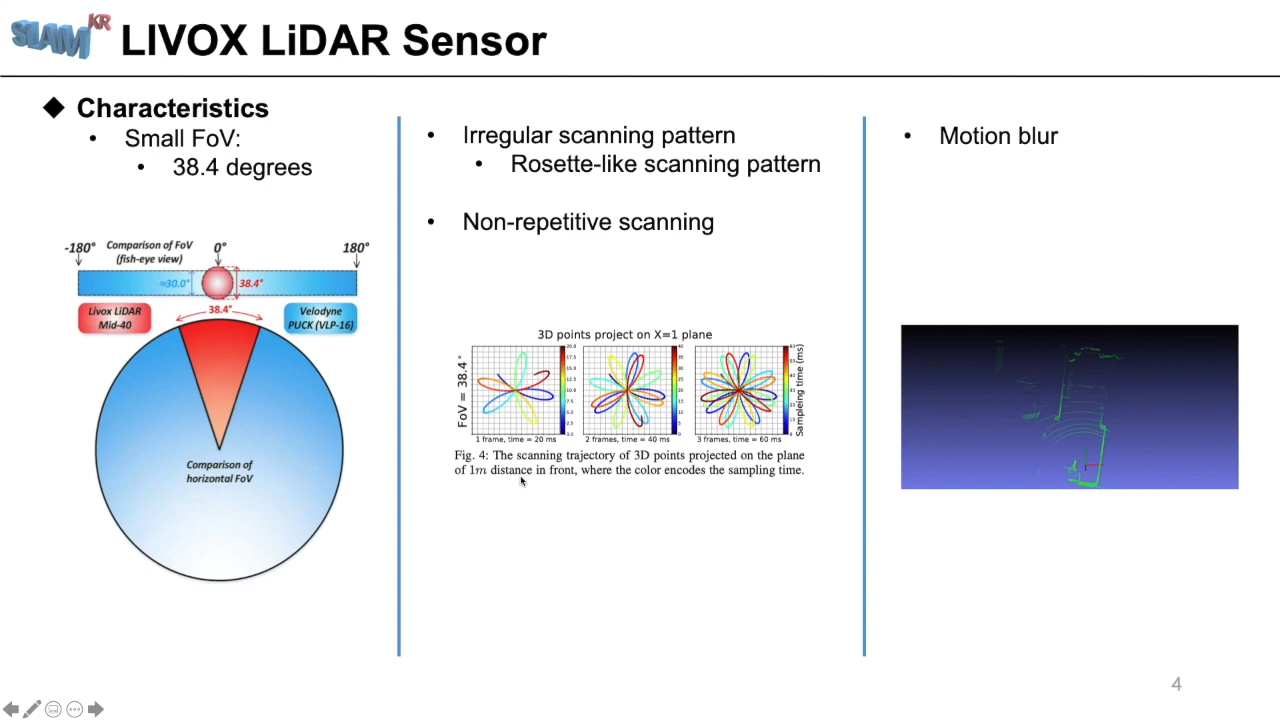 SLAM KR
LIVOX LiDAR Sensor
Characteristics
Small FoV:
38.4 degrees
-180° Comparison of FoV 0° 180°
(fish-eye view)
≈30.0° 38.4°
Livox LiDAR
Mid-40
38.4°
Velodyne
PUCK (VLP-16)
Comparison of
horizontal FoV
Irregular scanning pattern
Rosette-like scanning pattern
Non-repetitive scanning
3D points project on X=1 plane
FoV = 38.4°
Sampleing time (ms)
1 frame, time = 20 ms 2 frames, time = 40 ms 3 frames, time = 60 ms
Fig. 4: The scanning trajectory of 3D points projected on the plane
of 1m distance in front, where the color encodes the sampling time.
Motion blur
4